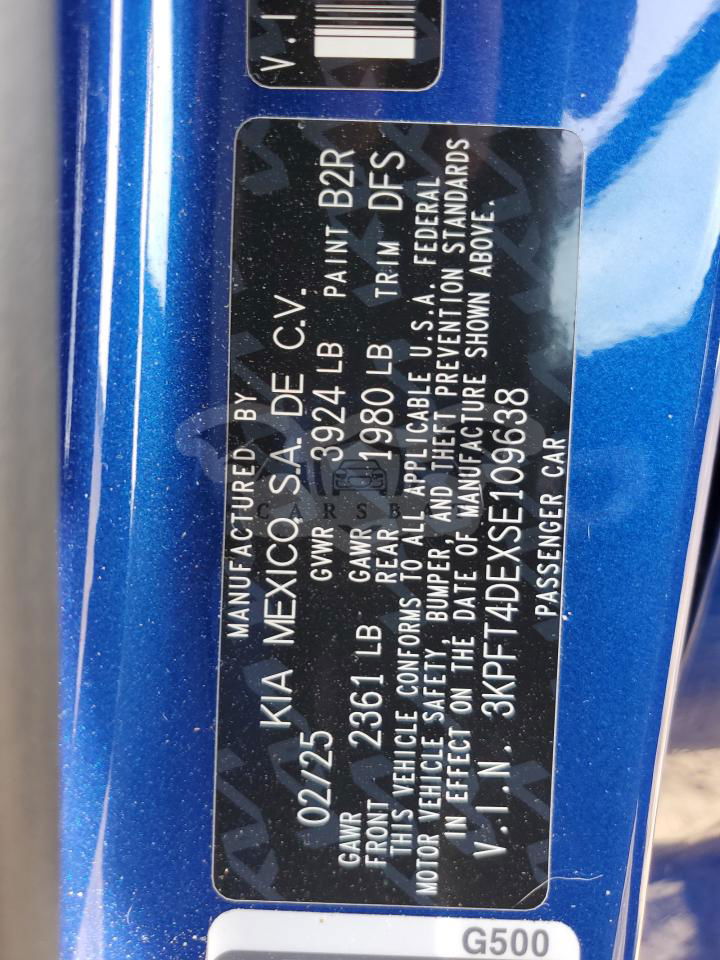 V.I
MANUFACTURED BY
KIA MEXICO,S.A. DE C.V.
02/25 GVWR 3924 LB PAINT B2R
GAWR FRONT 2361 LB GAWR REAR 1980 LB TRIM DFS
THIS VEHICLE CONFORMS TO ALL APPLICABLE U.S.A. FEDERAL
MOTOR VEHICLE SAFETY, BUMPER, AND THEFT PREVENTION STANDARDS
IN EFFECT ON THE DATE OF MANUFACTURE SHOWN ABOVE.
V.I.N. 3KPFT4DEXSE109638
PASSENGER CAR
G500